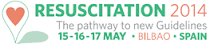 RESUSCITATION 2014
The pathway to new Guidelines
15-16-17 MAY • BILBAO • SPAIN